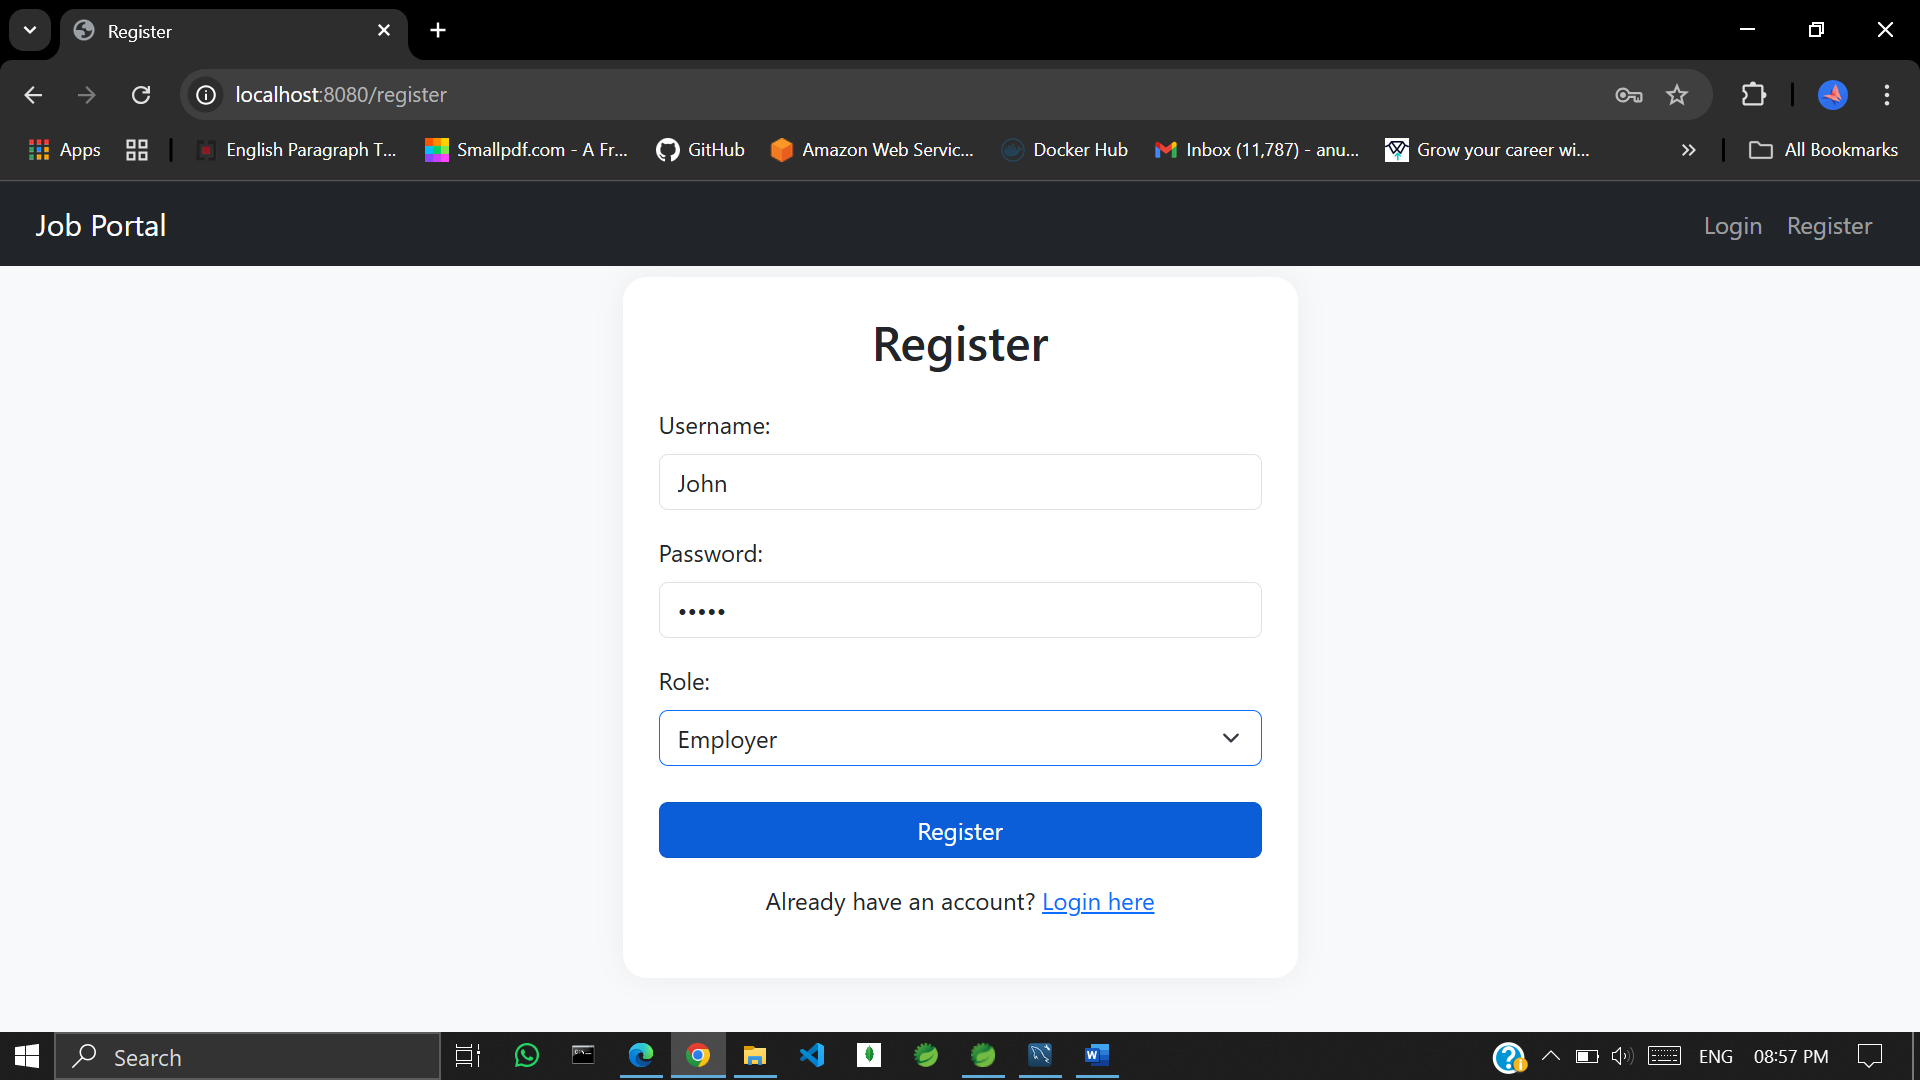 Register
localhost:8080/register
Apps
English Paragraph T...
Smallpdf.com - A Fr...
GitHub
Amazon Web Servic...
Docker Hub
Inbox (11,787) - anu...
Grow your career wi...
All Bookmarks
Job Portal
Login
Register
Register
Username:
John
Password:
•••••
Role:
Employer
Register
Already have an account? Login here
Search
ENG
08:57 PM